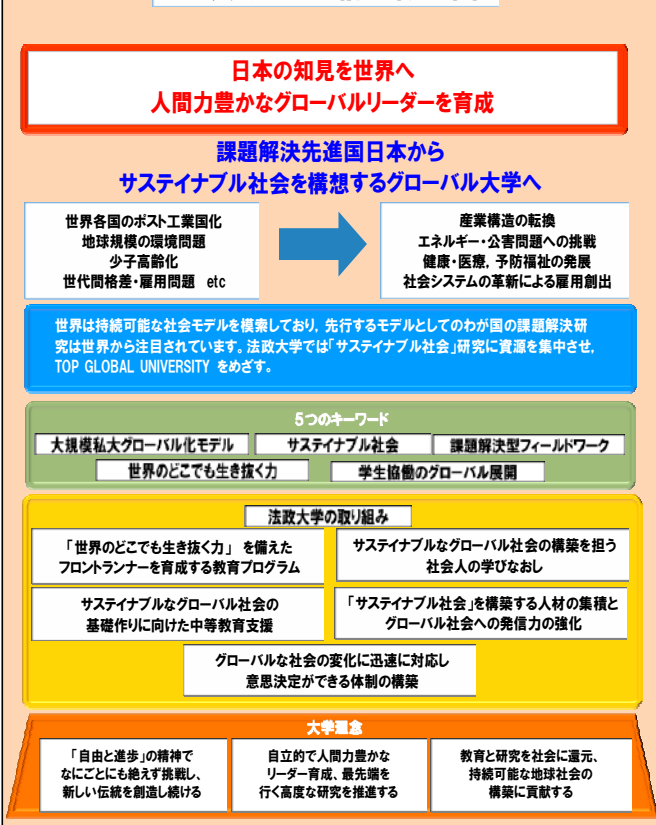 日本の知見を世界へ
人間力豊かなグローバルリーダーを育成
課題解決先進国日本から
サステイナブル社会を構想するグローバル大学へ
世界各国のポスト工業国化
地球規模の環境問題
少子高齢化
世代間格差・雇用問題 etc
産業構造の転換
エネルギー・公害問題への挑戦
健康・医療，予防福祉の発展
社会システムの革新による雇用創出
世界は持続可能な社会モデルを模索しており，先行するモデルとしてのわが国の課題解決研
究は世界から注目されています。法政大学では「サステイナブル社会」研究に資源を集中させ，
TOP GLOBAL UNIVERSITY をめざす。
5つのキーワード
大規模私大グローバル化モデル
サステイナブル社会
課題解決型フィールドワーク
世界のどこでも生き抜く力
学生協働のグローバル展開
法政大学の取り組み
「世界のどこでも生き抜く力」 を備えた
フロントランナーを育成する教育プログラム
サステイナブルなグローバル社会の構築を担う
社会人の学びなおし
サステイナブルなグローバル社会の
基礎作りに向けた中等教育支援
「サステイナブル社会」を構築する人材の集積と
グローバル社会への発信力の強化
グローバルな社会の変化に迅速に対応し
意思決定ができる体制の構築
大学理念
「自由と進歩」の精神で
なにごとにも絶えず挑戦し、
新しい伝統を創造し続ける
自立的で人間力豊かな
リーダー育成、最先端を
行く高度な研究を推進する
教育と研究を社会に還元、
持続可能な地球社会の
構築に貢献する